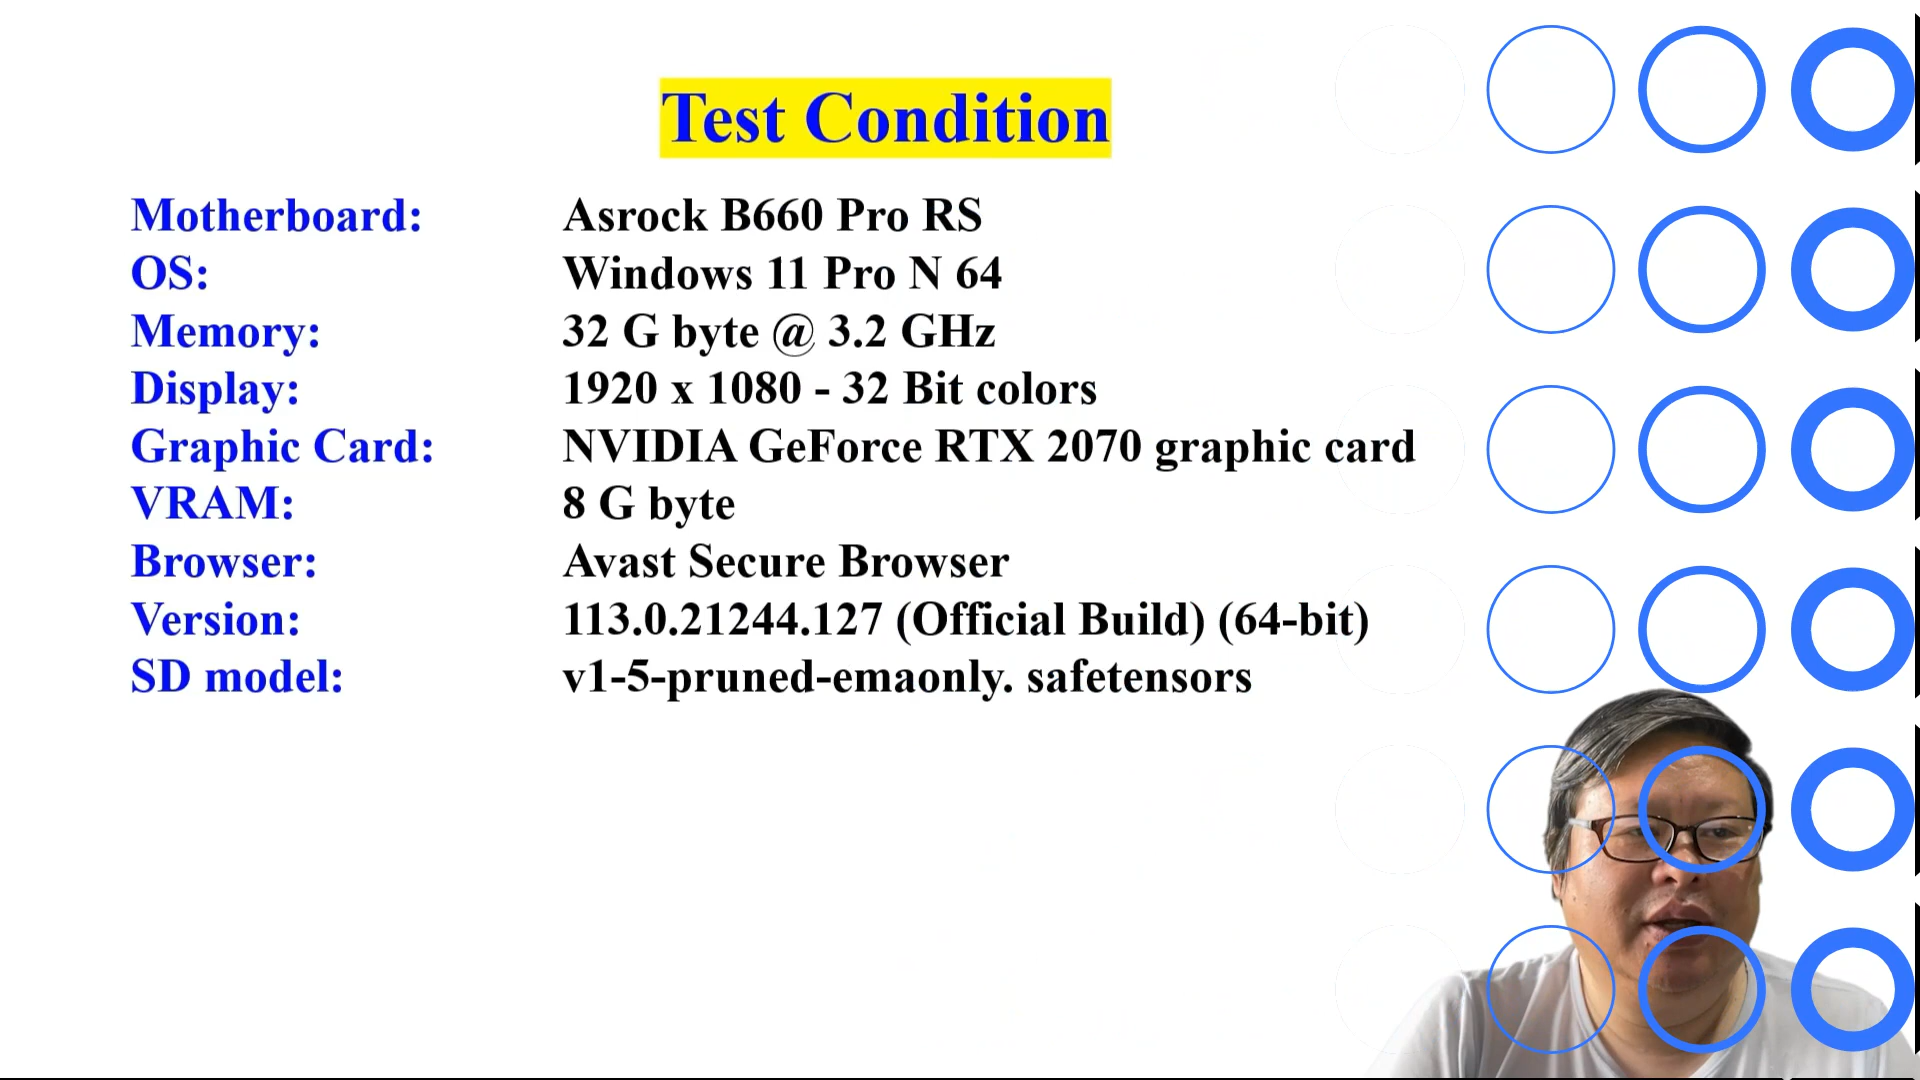 Test Condition
Motherboard: Asrock B660 Pro RS
OS: Windows 11 Pro N 64
Memory: 32 G byte @ 3.2 GHz
Display: 1920 x 1080 - 32 Bit colors
Graphic Card: NVIDIA GeForce RTX 2070 graphic card
VRAM: 8 G byte
Browser: Avast Secure Browser
Version: 113.0.21244.127 (Official Build) (64-bit)
SD model: v1-5-pruned-emaonly. safetensors